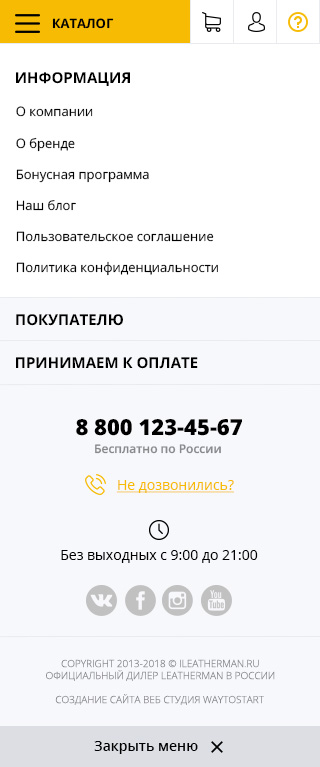 КАТАЛОГ
ИНФОРМАЦИЯ
О компании
О бренде
Бонусная программа
Наш блог
Пользовательское соглашение
Политика конфиденциальности
ПОКУПАТЕЛЮ
ПРИНИМАЕМ К ОПЛАТЕ
8 800 123-45-67
Бесплатно по России
Не дозвонились?
Без выходных с 9:00 до 21:00
You Tube
COPYRIGHT 2013-2018 © ILEATHERMAN.RU
ОФИЦИАЛЬНЫЙ ДИЛЕР LEATHERMAN В РОССИИ
СОЗДАНИЕ САЙТА ВЕБ СТУДИЯ WAYTOSTART
Закрыть меню